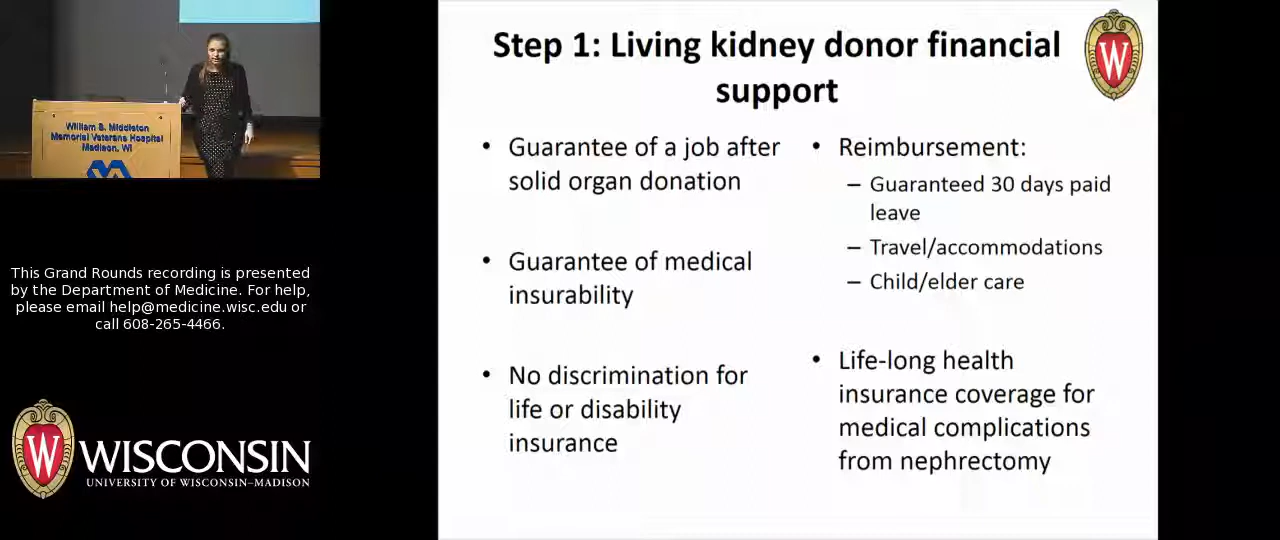 William S. Middleton
Memorial Veterans Hospital
Madison, WI
This Grand Rounds recording is presented
by the Department of Medicine. For help,
please email help@medicine.wisc.edu or
call 608-265-4466.
W
WISCONSIN
UNIVERSITY OF WISCONSIN–MADISON
Step 1: Living kidney donor financial
support
W
• Guarantee of a job after
solid organ donation
• Guarantee of medical
insurability
• No discrimination for
life or disability
insurance
• Reimbursement:
– Guaranteed 30 days paid
leave
– Travel/accommodations
– Child/elder care
• Life-long health
insurance coverage for
medical complications
from nephrectomy